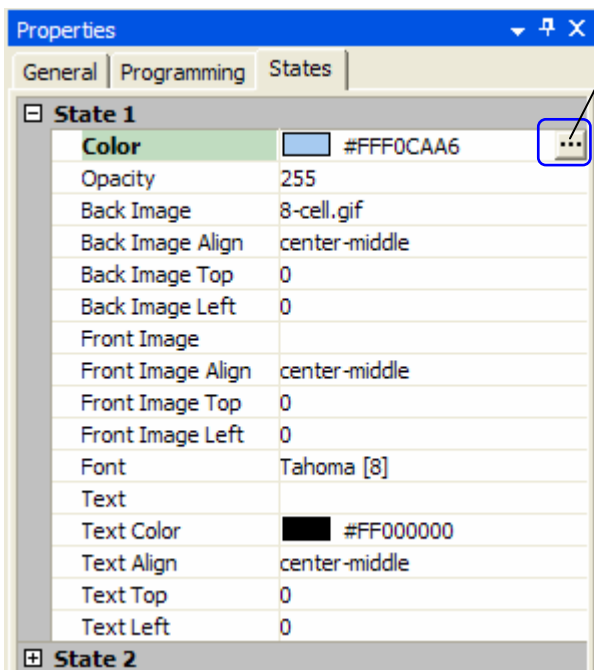 Properties
General Programming States
State 1
Color #FFF0CAA6 ...
Opacity 255
Back Image 8-cell.gif
Back Image Align center-middle
Back Image Top 0
Back Image Left 0
Front Image
Front Image Align center-middle
Front Image Top 0
Front Image Left 0
Font Tahoma [8]
Text
Text Color #FF000000
Text Align center-middle
Text Top 0
Text Left 0
State 2